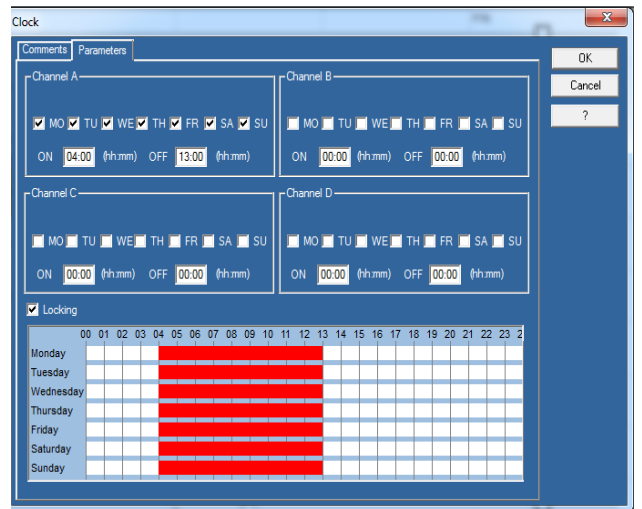 Clock
Comments Parameters
OK
Cancel
?
Channel A
MO TU WE TH FR SA SU
ON 04:00 (hh:mm) OFF 13:00 (hh:mm)
Channel B
MO TU WE TH FR SA SU
ON 00:00 (hh:mm) OFF 00:00 (hh:mm)
Channel C
MO TU WE TH FR SA SU
ON 00:00 (hh:mm) OFF 00:00 (hh:mm)
Channel D
MO TU WE TH FR SA SU
ON 00:00 (hh:mm) OFF 00:00 (hh:mm)
Locking
00 01 02 03 04 05 06 07 08 09 10 11 12 13 14 15 16 17 18 19 20 21 22 23 2
Monday
Tuesday
Wednesday
Thursday
Friday
Saturday
Sunday